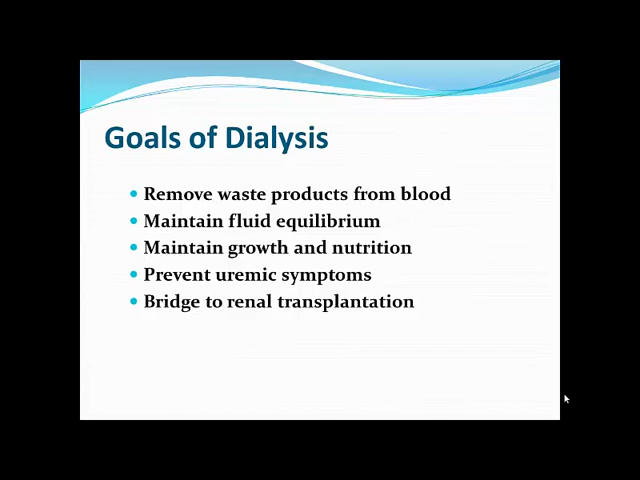 Goals of Dialysis
• Remove waste products from blood
• Maintain fluid equilibrium
• Maintain growth and nutrition
• Prevent uremic symptoms
• Bridge to renal transplantation